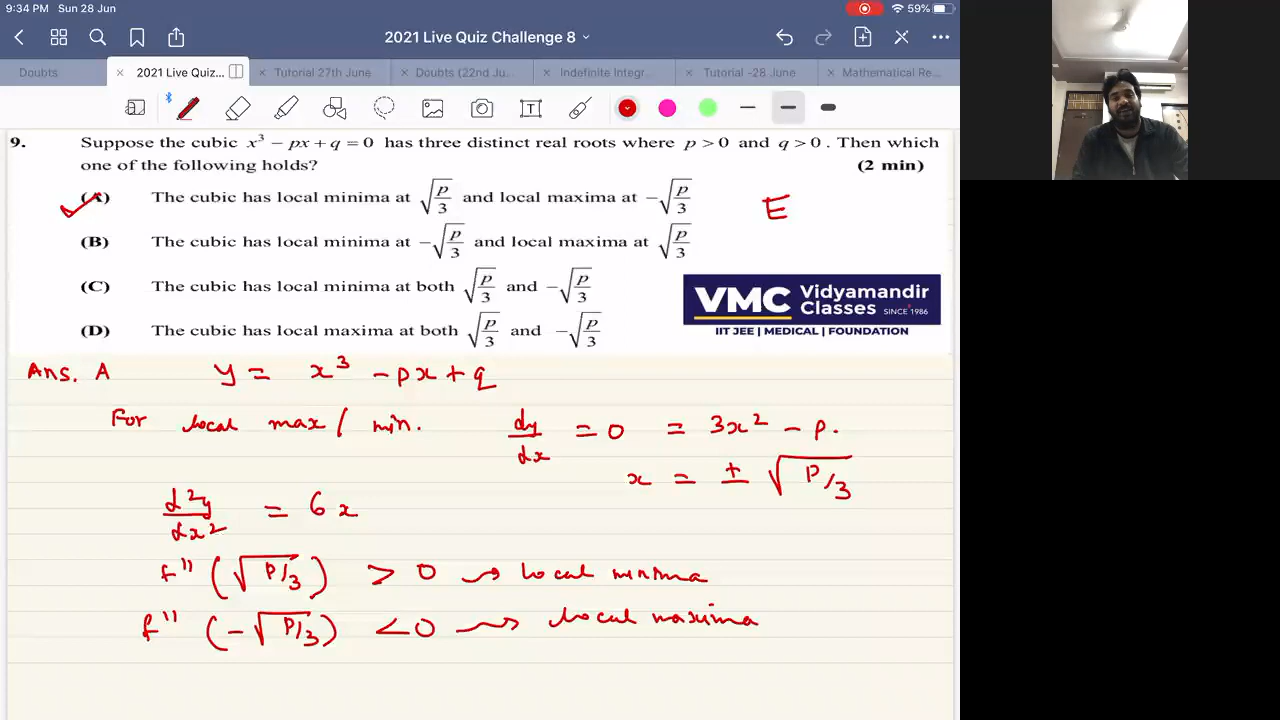 9:34 PM Sun 28 Jun 59%
2021 Live Quiz Challenge 8
Doubts 2021 Live Quiz... Tutorial 27th June Doubts (22nd Ju... Indefinite Integr... Tutorial -28 June Mathematical Re...
9. Suppose the cubic x³ − px + q = 0 has three distinct real roots where p > 0 and q > 0. Then which
one of the following holds? (2 min)
(A) The cubic has local minima at √(p/3) and local maxima at −√(p/3) E
(B) The cubic has local minima at −√(p/3) and local maxima at √(p/3)
(C) The cubic has local minima at both √(p/3) and −√(p/3)
(D) The cubic has local maxima at both √(p/3) and −√(p/3)
VMC Vidyamandir Classes SINCE 1986
IIT JEE | MEDICAL | FOUNDATION
Ans. A y = x³ − px + q
For local max / min. dy/dx = 0 = 3x² − p.
x = ± √(P/3)
d²y/dx² = 6x
f'' (√(P/3)) > 0 → local minima
f'' (−√(P/3)) < 0 → local maxima